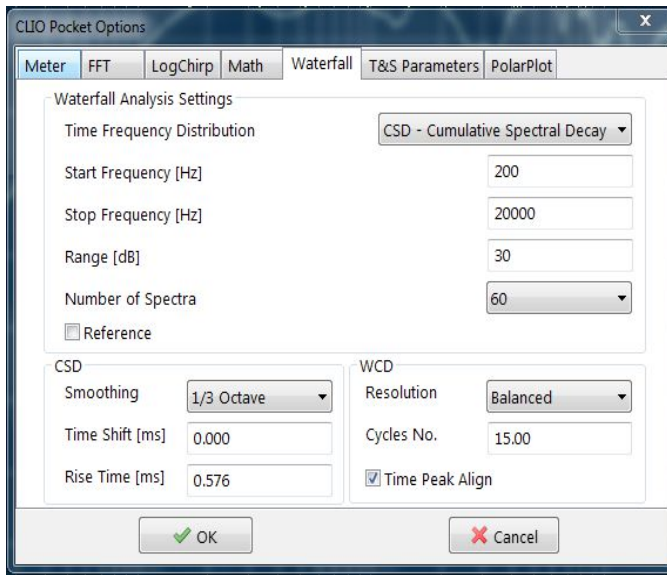 CLIO Pocket Options
X
Meter FFT LogChirp Math Waterfall T&S Parameters PolarPlot
Waterfall Analysis Settings
Time Frequency Distribution CSD - Cumulative Spectral Decay
Start Frequency [Hz] 200
Stop Frequency [Hz] 20000
Range [dB] 30
Number of Spectra 60
Reference
CSD
Smoothing 1/3 Octave
Time Shift [ms] 0.000
Rise Time [ms] 0.576
WCD
Resolution Balanced
Cycles No. 15.00
Time Peak Align
OK Cancel